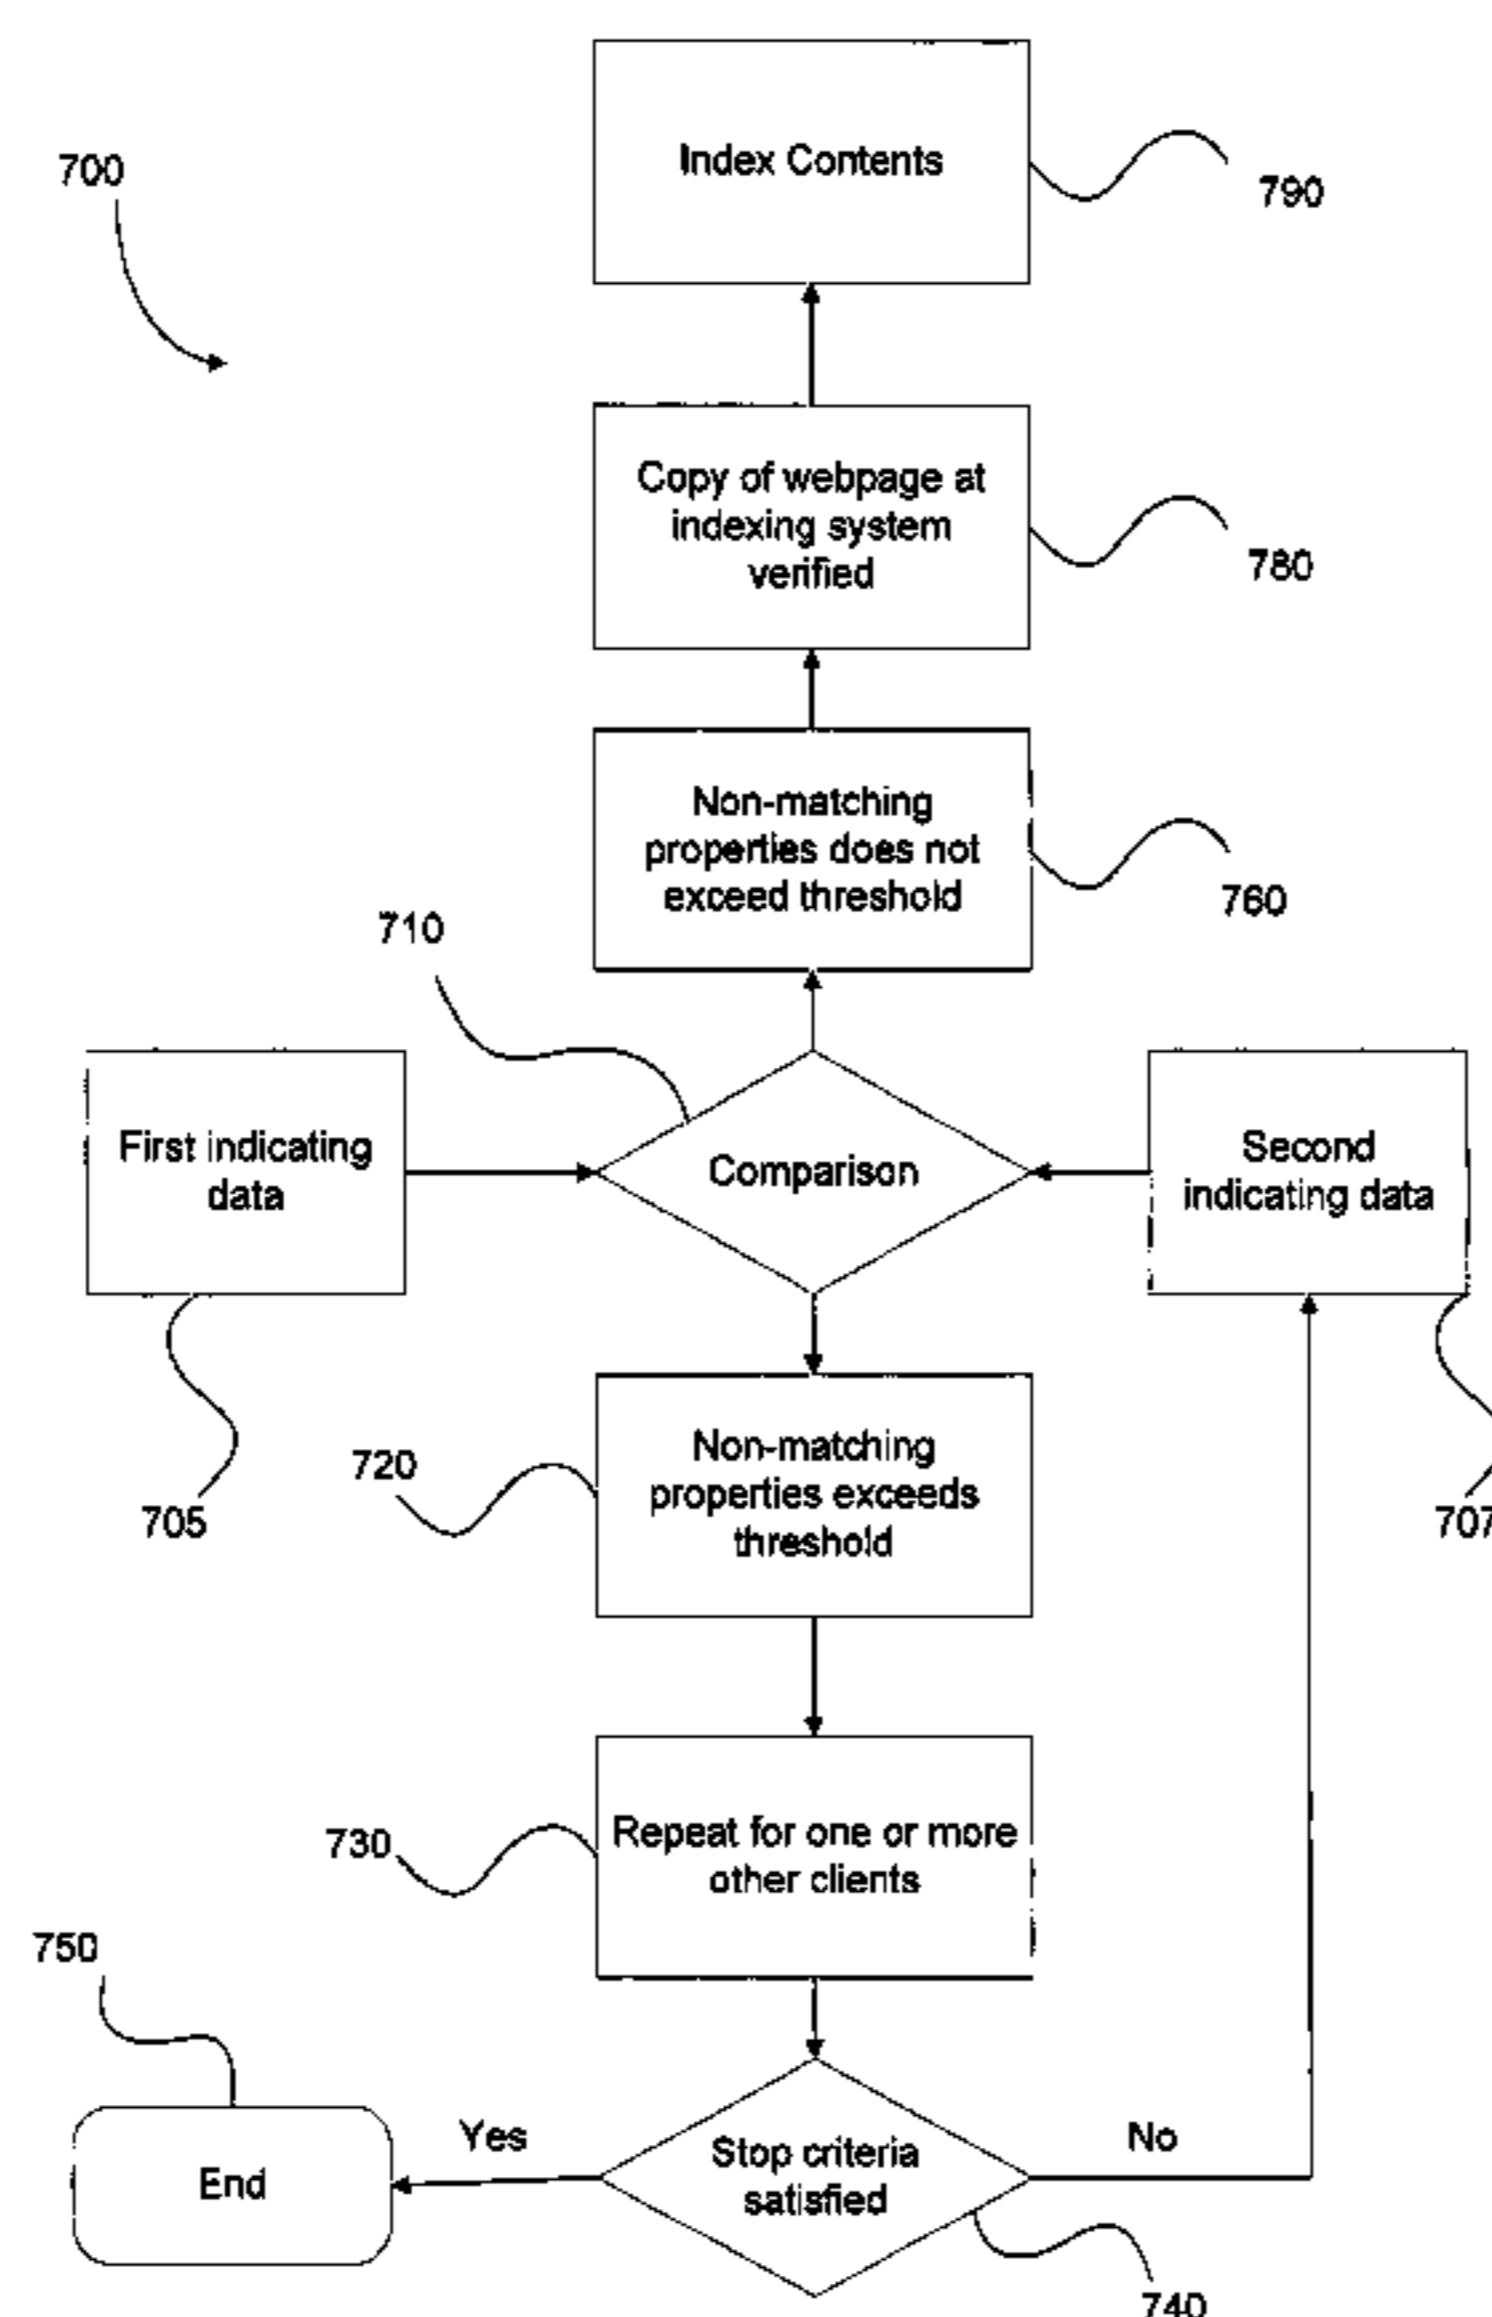 700
Index Contents
790
Copy of webpage at
indexing system
verified
780
Non-matching
properties does not
exceed threshold
760
710
First indicating
data
Comparison
Second
indicating data
705
707
720
Non-matching
properties exceeds
threshold
730
Repeat for one or more
other clients
750
End
Yes
Stop criteria
satisfied
No
740